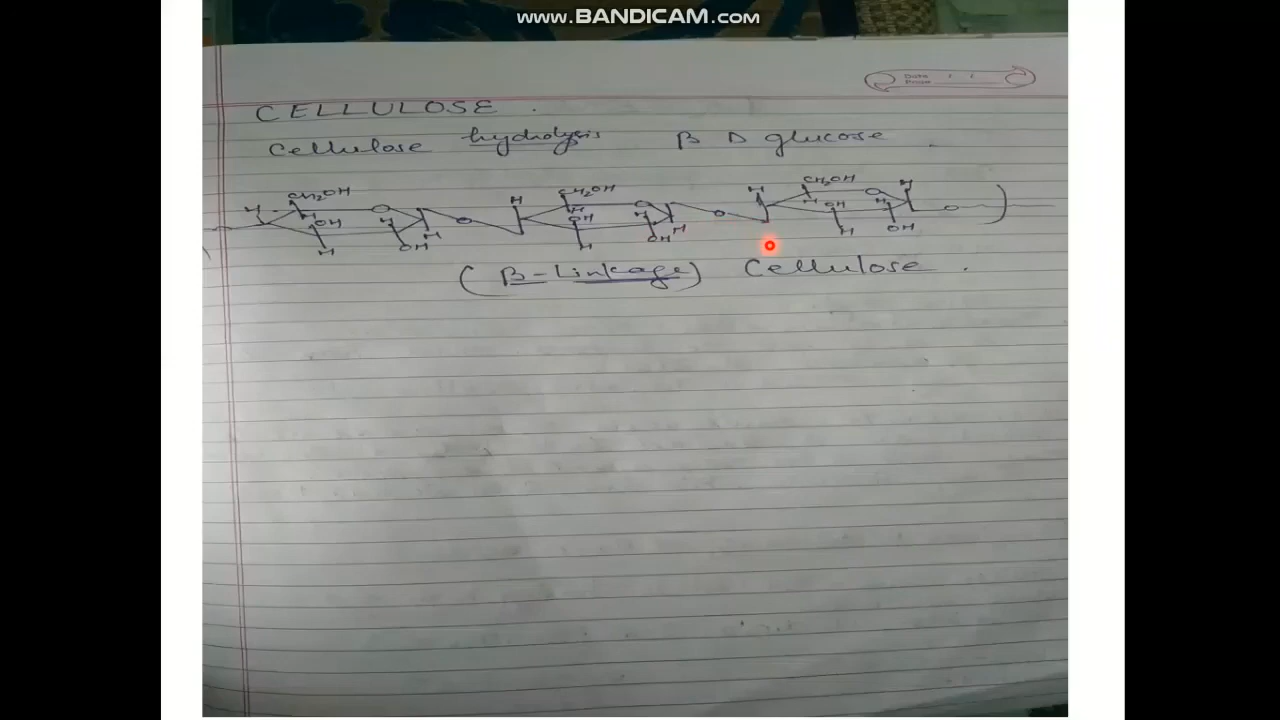 www.BANDICAM.com
CELLULOSE.
Cellulose hydrolysis β D glucose.
H CH2OH H OH H O H OH H O H CH2OH H OH H O H OH H O H CH2OH H OH H O H OH H O
(β-Linkage) Cellulose.